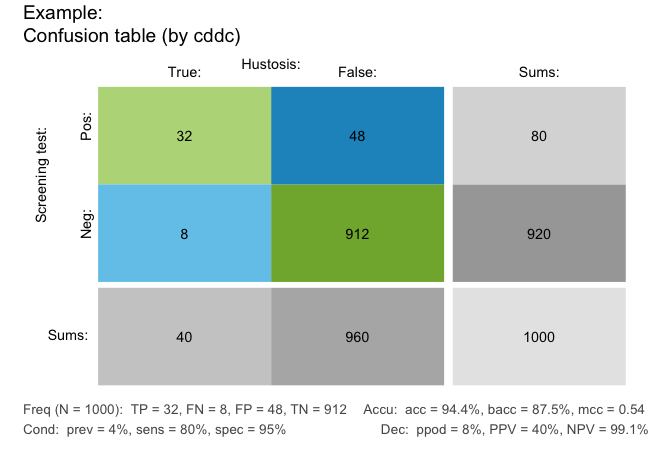 Example:
Confusion table (by cddc)
Hustosis:
True: False: Sums:
Screening test:
Pos: 32 48 80
Neg: 8 912 920
Sums: 40 960 1000
Freq (N = 1000):  TP = 32, FN = 8, FP = 48, TN = 912 Accu:  acc = 94.4%, bacc = 87.5%, mcc = 0.54
Cond:  prev = 4%, sens = 80%, spec = 95% Dec:  ppod = 8%, PPV = 40%, NPV = 99.1%